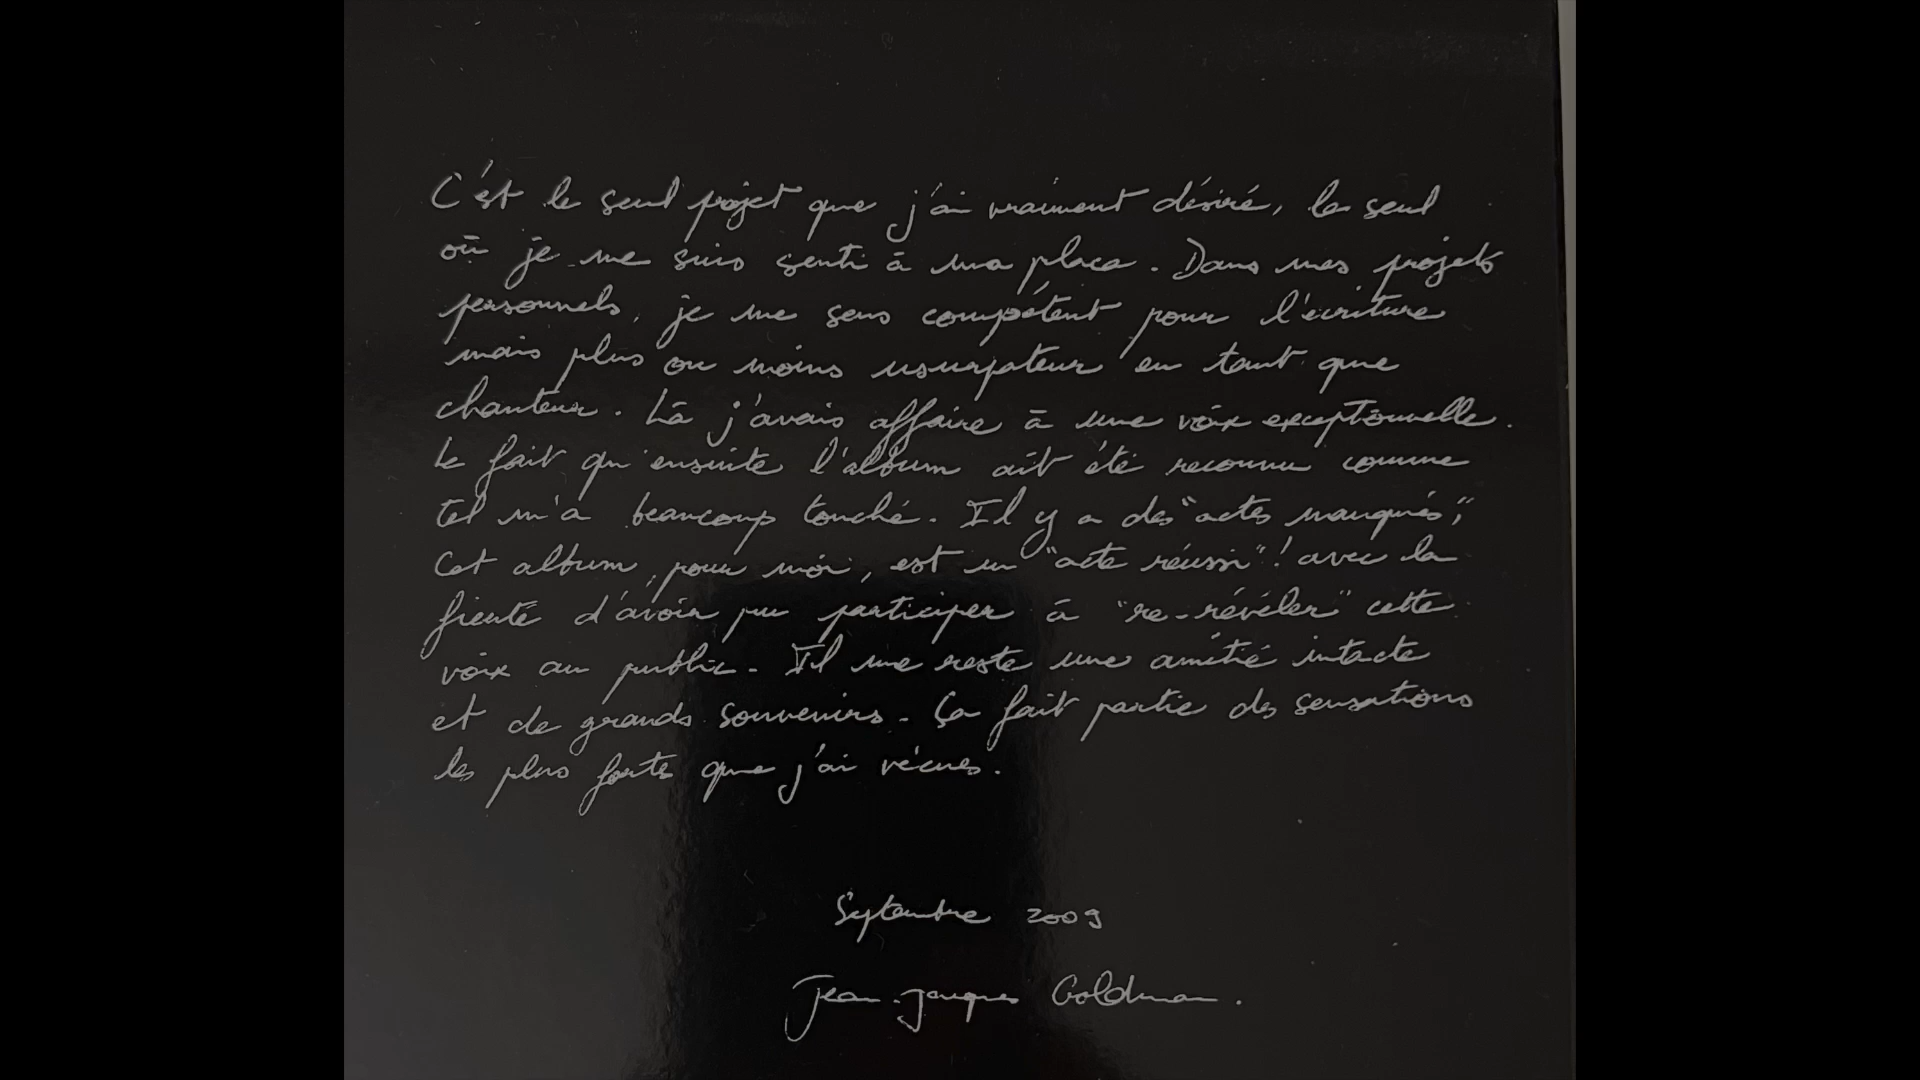 C'est le seul projet que j'ai vraiment désiré, le seul
où je me suis senti à ma place. Dans mes projets
personnels, je me sens compétent pour l'écriture
mais plus ou moins usurpateur en tant que
chanteur. Là j'avais affaire à une voix exceptionnelle.
Le fait qu'ensuite l'album ait été reconnu comme
tel m'a beaucoup touché. Il y a des "actes manqués",
Cet album, pour moi, est un "acte réussi"! avec la
fierté d'avoir pu participer à "re-révéler" cette
voix au public. Il me reste une amitié intacte
et de grands souvenirs. Ça fait partie des sensations
les plus fortes que j'ai vécues.
Septembre 2009
Jean-Jacques Goldman.